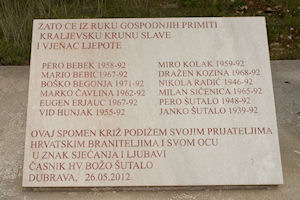 ZATO ĆE IZ RUKU GOSPODNJIH PRIMITI
KRALJEVSKU KRUNU SLAVE
I VJENAC LJEPOTE
PERO BEBEK 1958-92 MIRO KOLAK 1959-92
MARIO BEBIĆ 1967-92 DRAŽEN KOZINA 1968-92
BOŠKO BEGONJA 1971-92 NIKOLA RADIĆ 1946-92
MARKO ČAVLINA 1962-92 MILAN SIČENICA 1965-92
EUGEN ERJAUC 1967-92 PERO ŠUTALO 1948-92
VID HUNJAK 1955-92 JANKO ŠUTALO 1939-92
OVAJ SPOMEN KRIŽ PODIŽEM SVOJIM PRIJATELJIMA
HRVATSKIM BRANITELJIMA I SVOM OCU
U ZNAK SJEĆANJA I LJUBAVI
ČASNIK HV BOŽO ŠUTALO
DUBRAVA, 26.05.2012.